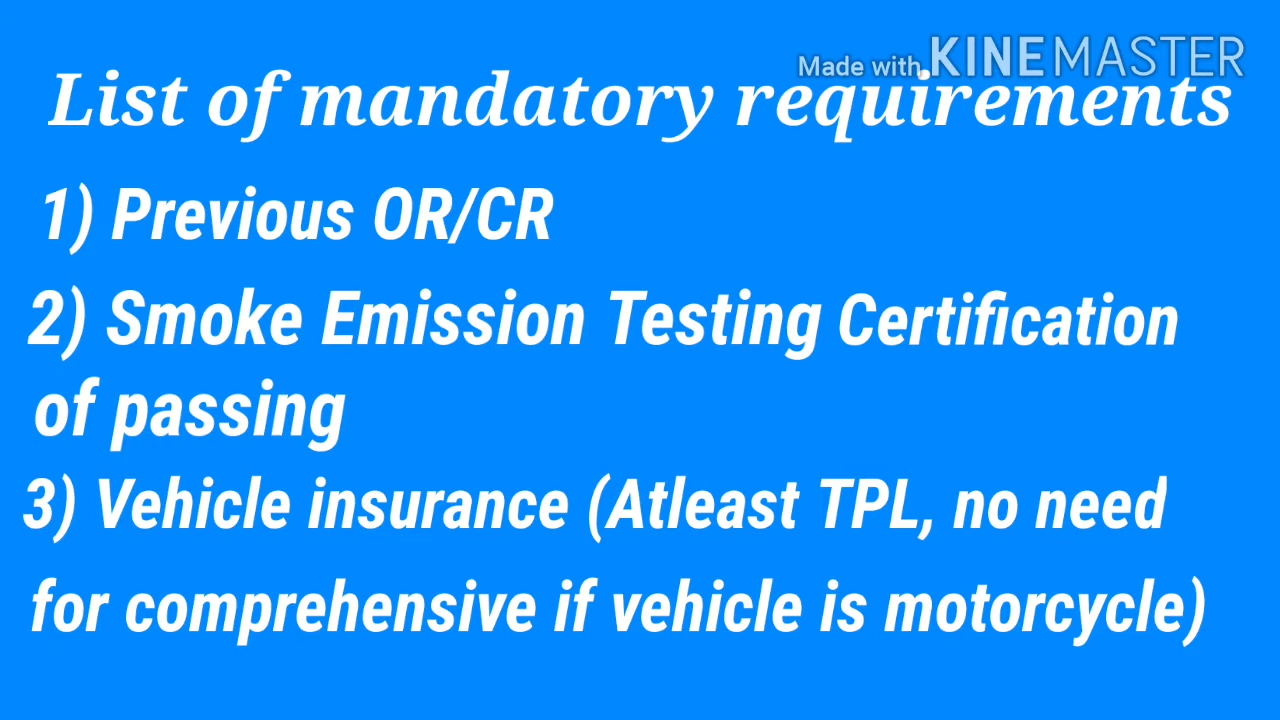 Made with KINEMASTER
List of mandatory requirements
1) Previous OR/CR
2) Smoke Emission Testing Certification
of passing
3) Vehicle insurance (Atleast TPL, no need
for comprehensive if vehicle is motorcycle)